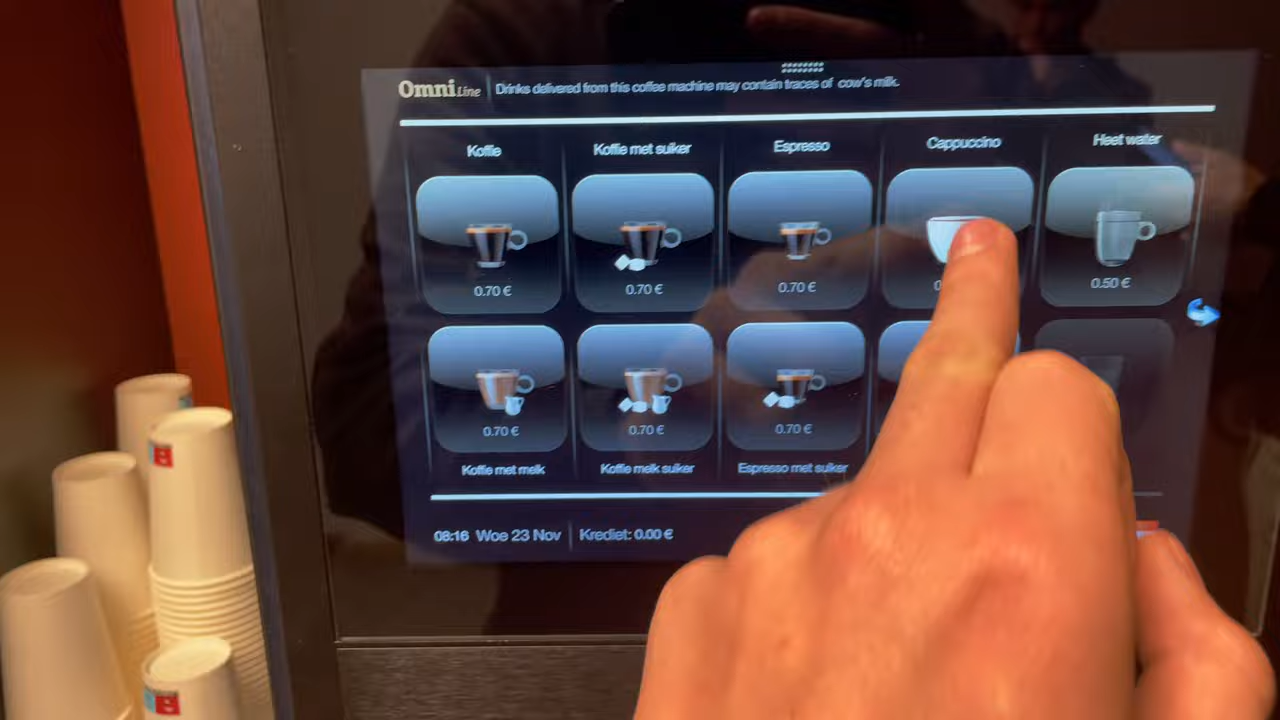 Omni Line
Drinks delivered from this coffee machine may contain traces of cow's milk.
Koffie
Koffie met suiker
Espresso
Cappuccino
Heet water
0.70 €
0.70 €
0.70 €
0.50 €
0.70 €
0.70 €
0.70 €
Koffie met melk
Koffie melk suiker
Espresso met suiker
08:16 Woe 23 Nov
Krediet: 0.00 €